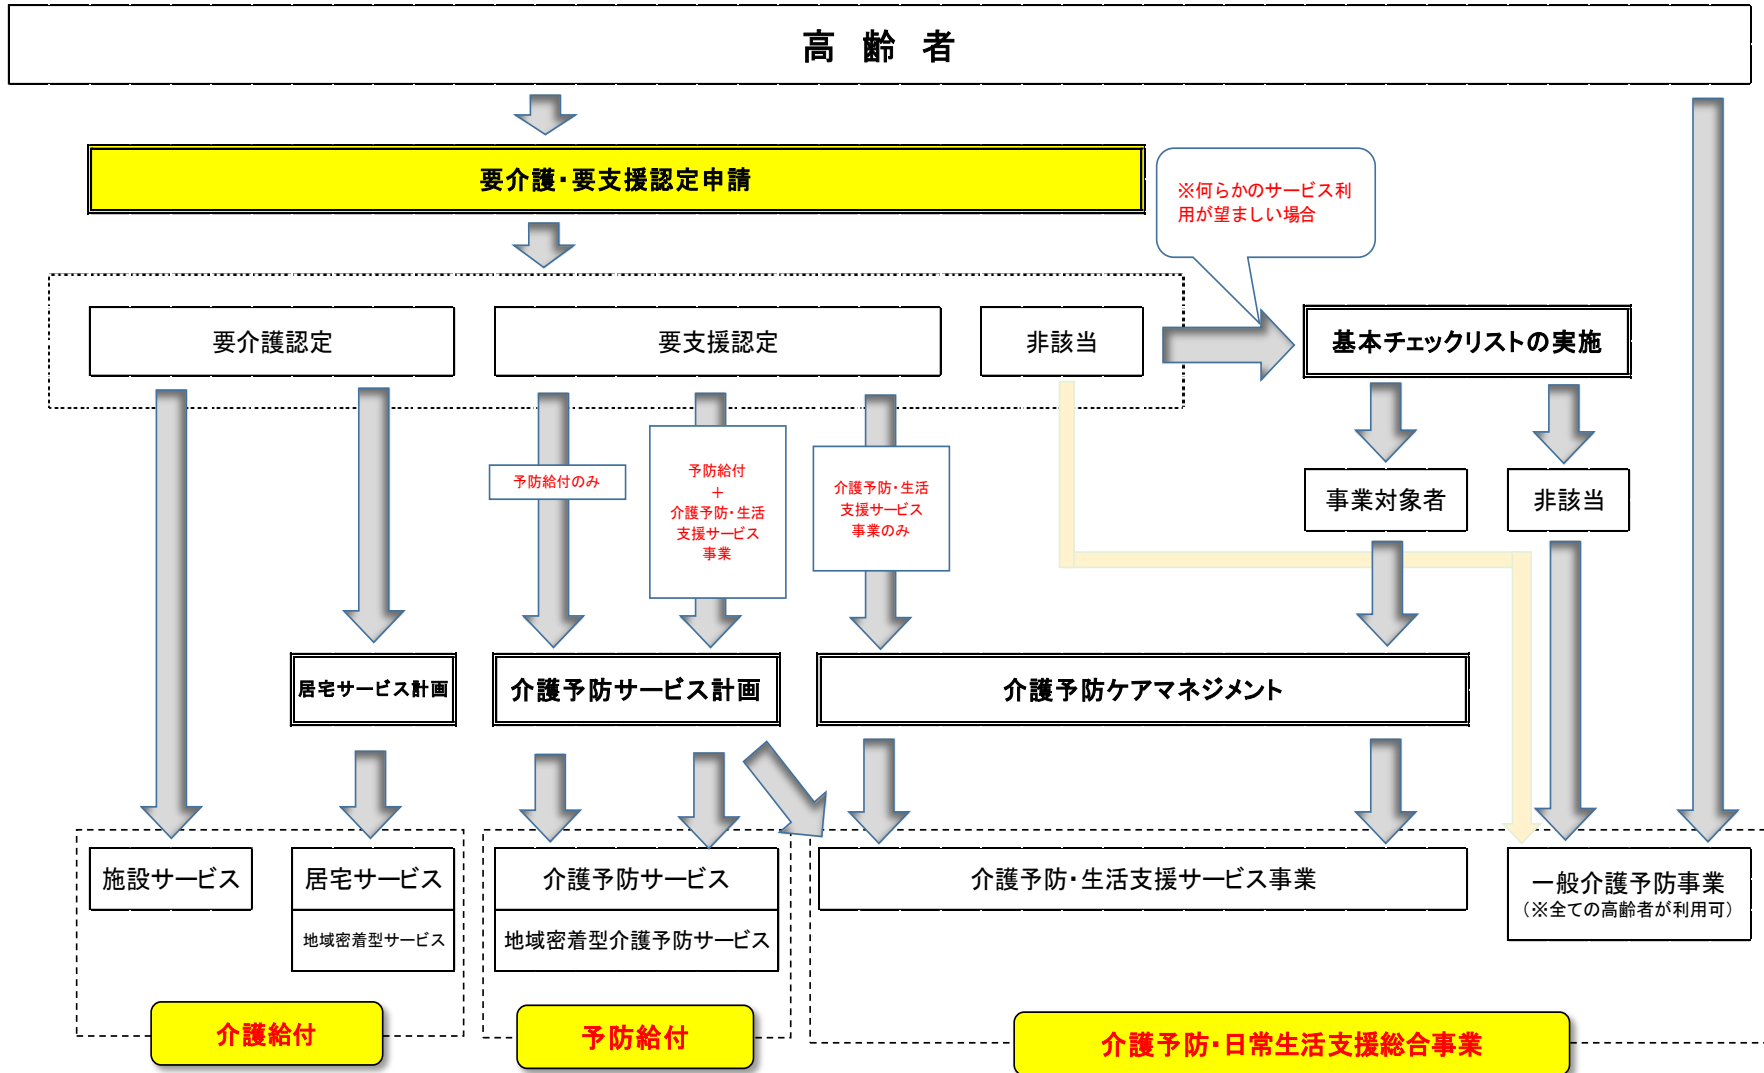 高 齢 者
要介護・要支援認定申請
※何らかのサービス利
用が望ましい場合
要介護認定
要支援認定
非該当
基本チェックリストの実施
予防給付のみ
予防給付
+
介護予防・生活
支援サービス
事業
介護予防・生活
支援サービス
事業のみ
事業対象者
非該当
居宅サービス計画
介護予防サービス計画
介護予防ケアマネジメント
施設サービス
居宅サービス
地域密着型サービス
介護予防サービス
地域密着型介護予防サービス
介護予防・生活支援サービス事業
一般介護予防事業
(※全ての高齢者が利用可)
介護給付
予防給付
介護予防・日常生活支援総合事業